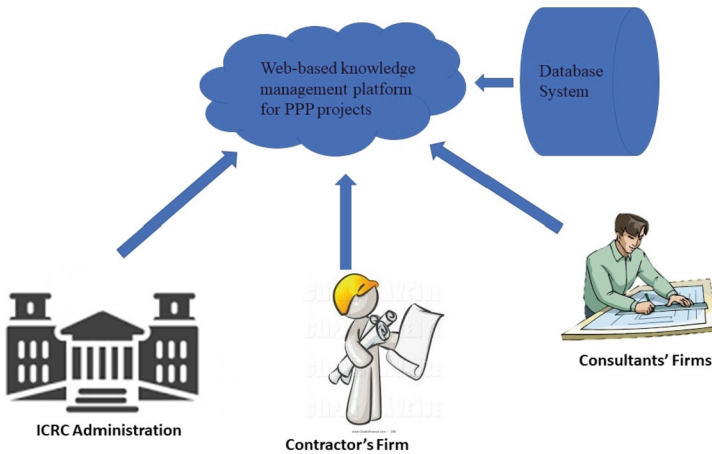 Web-based knowledge
management platform
for PPP projects
Database
System
Consultants' Firms
ICRC Administration
Contractor's Firm